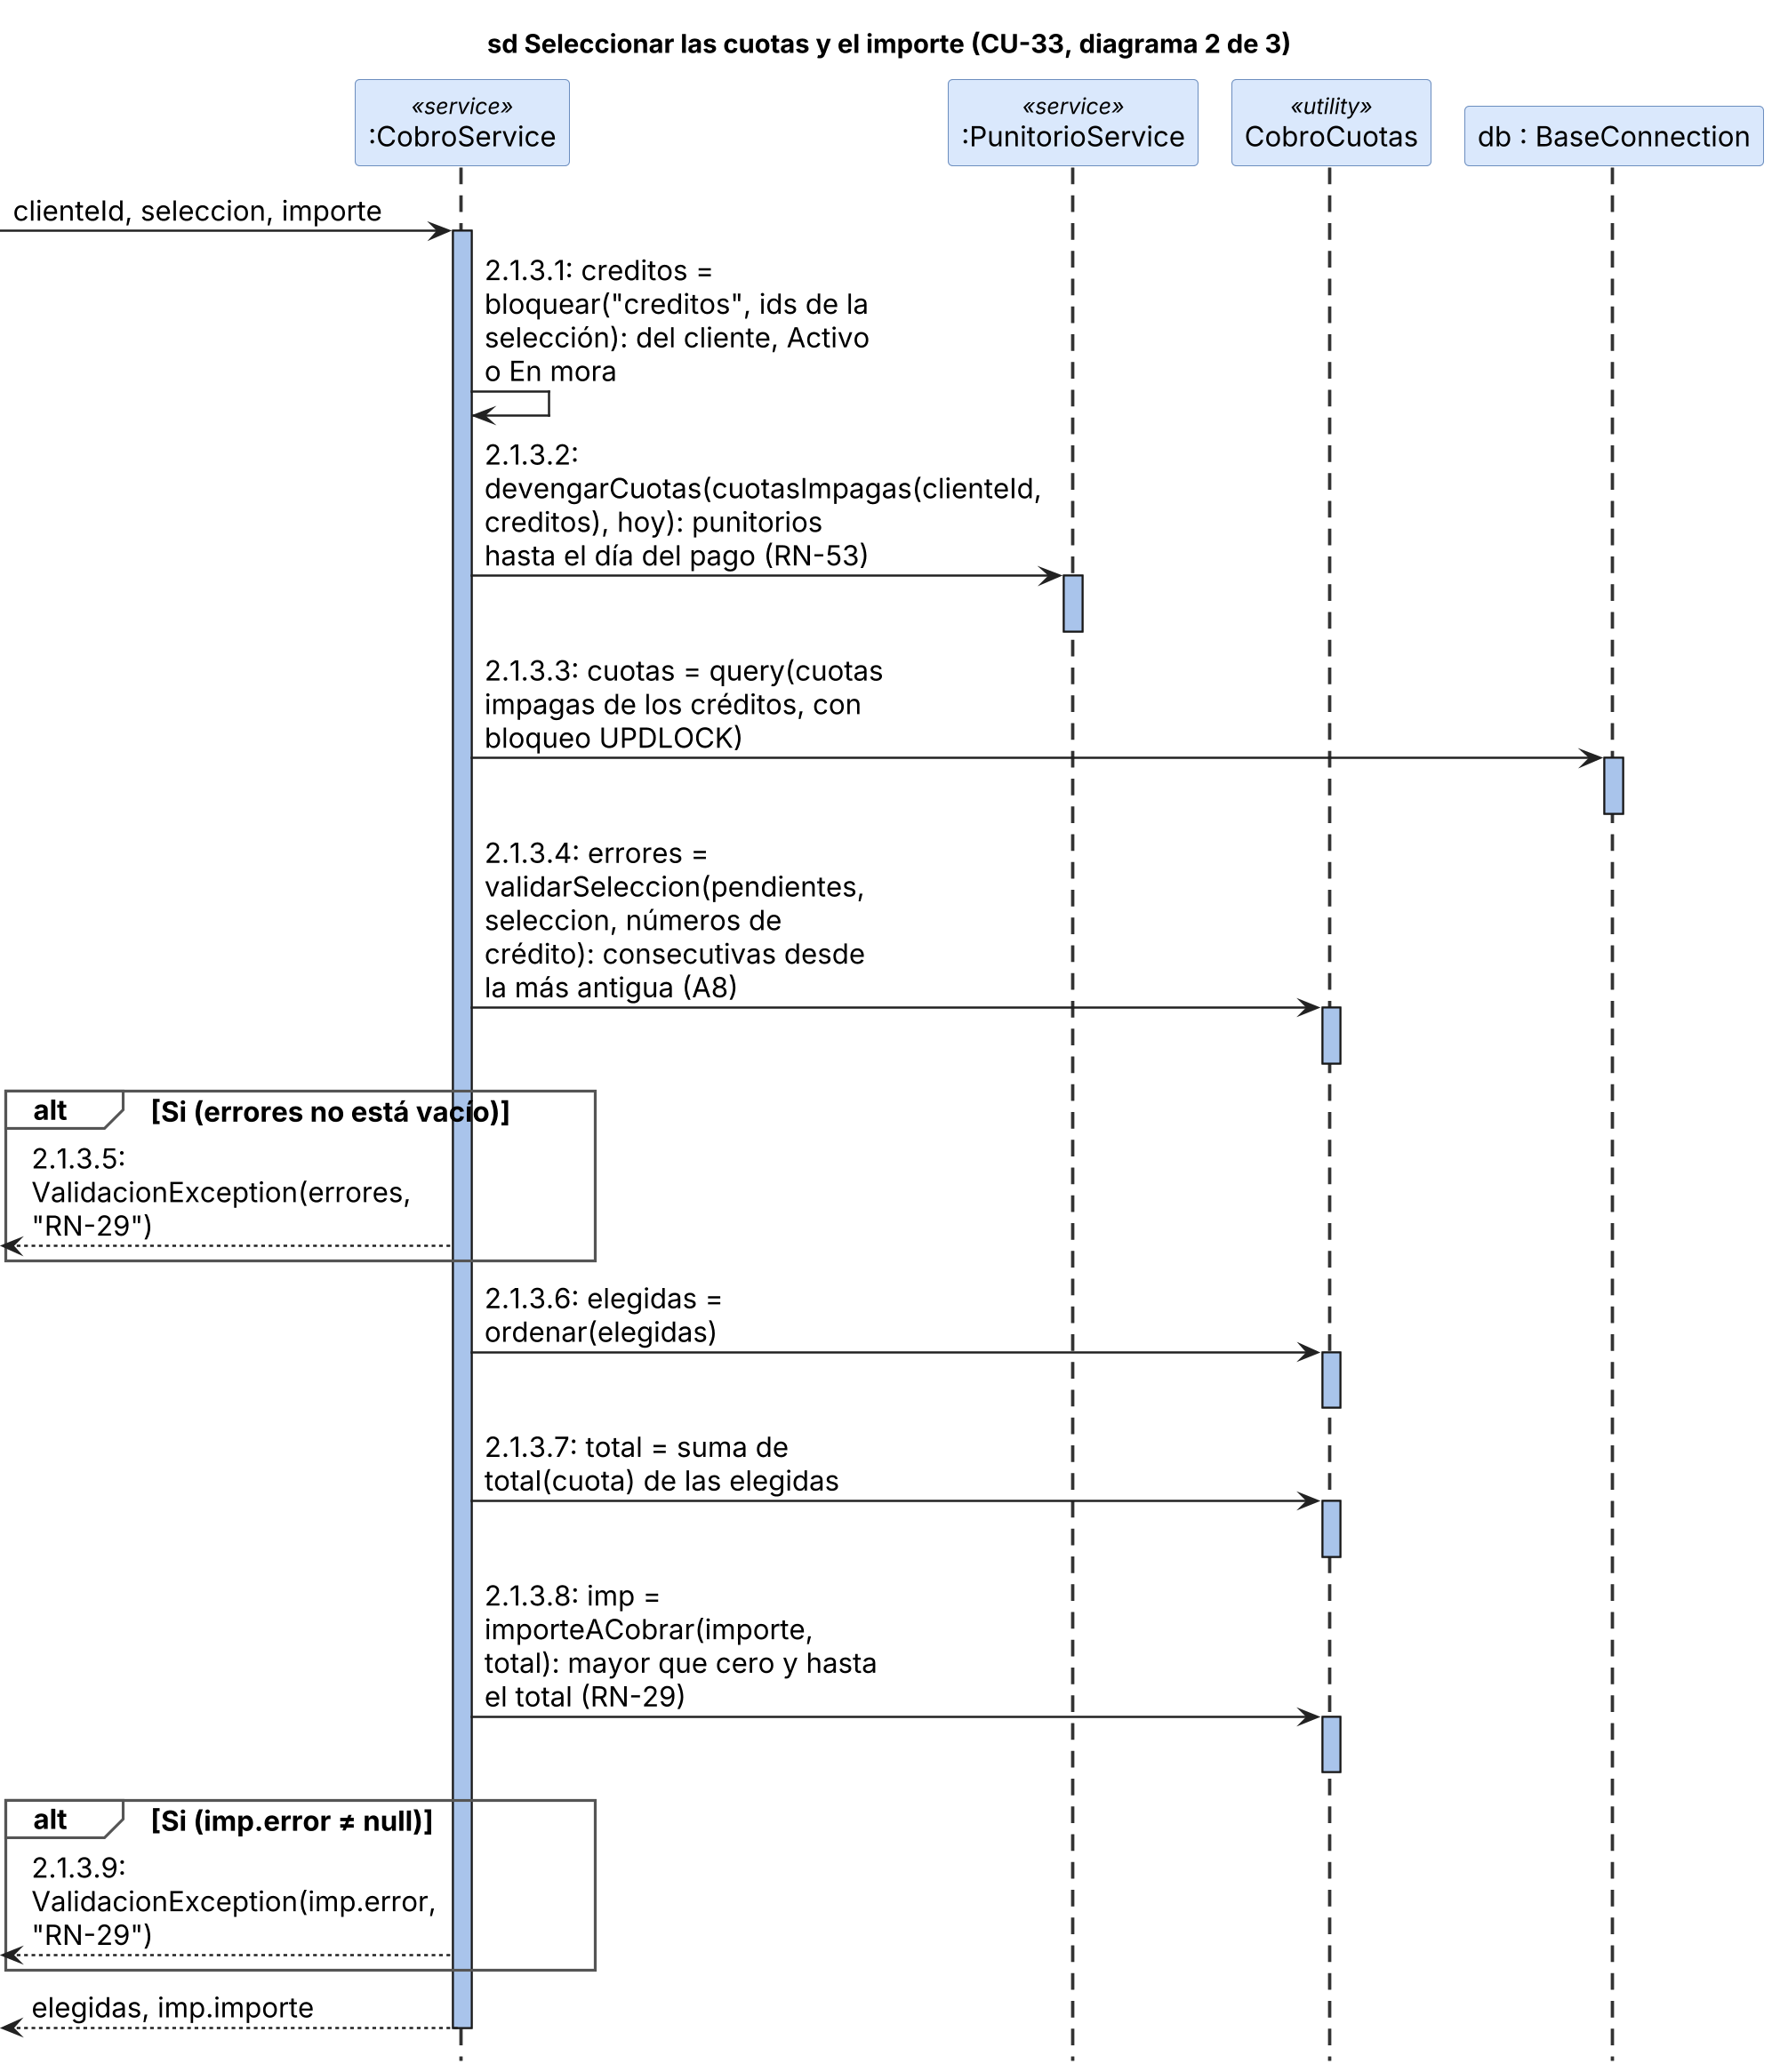 sd Seleccionar las cuotas y el importe (CU-33, diagrama 2 de 3)
«service»
:CobroService
«service»
:PunitorioService
«utility»
CobroCuotas
db : BaseConnection
clienteId, seleccion, importe
2.1.3.1: creditos =
bloquear("creditos", ids de la
selección): del cliente, Activo
o En mora
2.1.3.2:
devengarCuotas(cuotasImpagas(clienteId,
creditos), hoy): punitorios
hasta el día del pago (RN-53)
2.1.3.3: cuotas = query(cuotas
impagas de los créditos, con
bloqueo UPDLOCK)
2.1.3.4: errores =
validarSeleccion(pendientes,
seleccion, números de
crédito): consecutivas desde
la más antigua (A8)
alt [Si (errores no está vacío)]
2.1.3.5:
ValidacionException(errores,
"RN-29")
2.1.3.6: elegidas =
ordenar(elegidas)
2.1.3.7: total = suma de
total(cuota) de las elegidas
2.1.3.8: imp =
importeACobrar(importe,
total): mayor que cero y hasta
el total (RN-29)
alt [Si (imp.error ≠ null)]
2.1.3.9:
ValidacionException(imp.error,
"RN-29")
elegidas, imp.importe